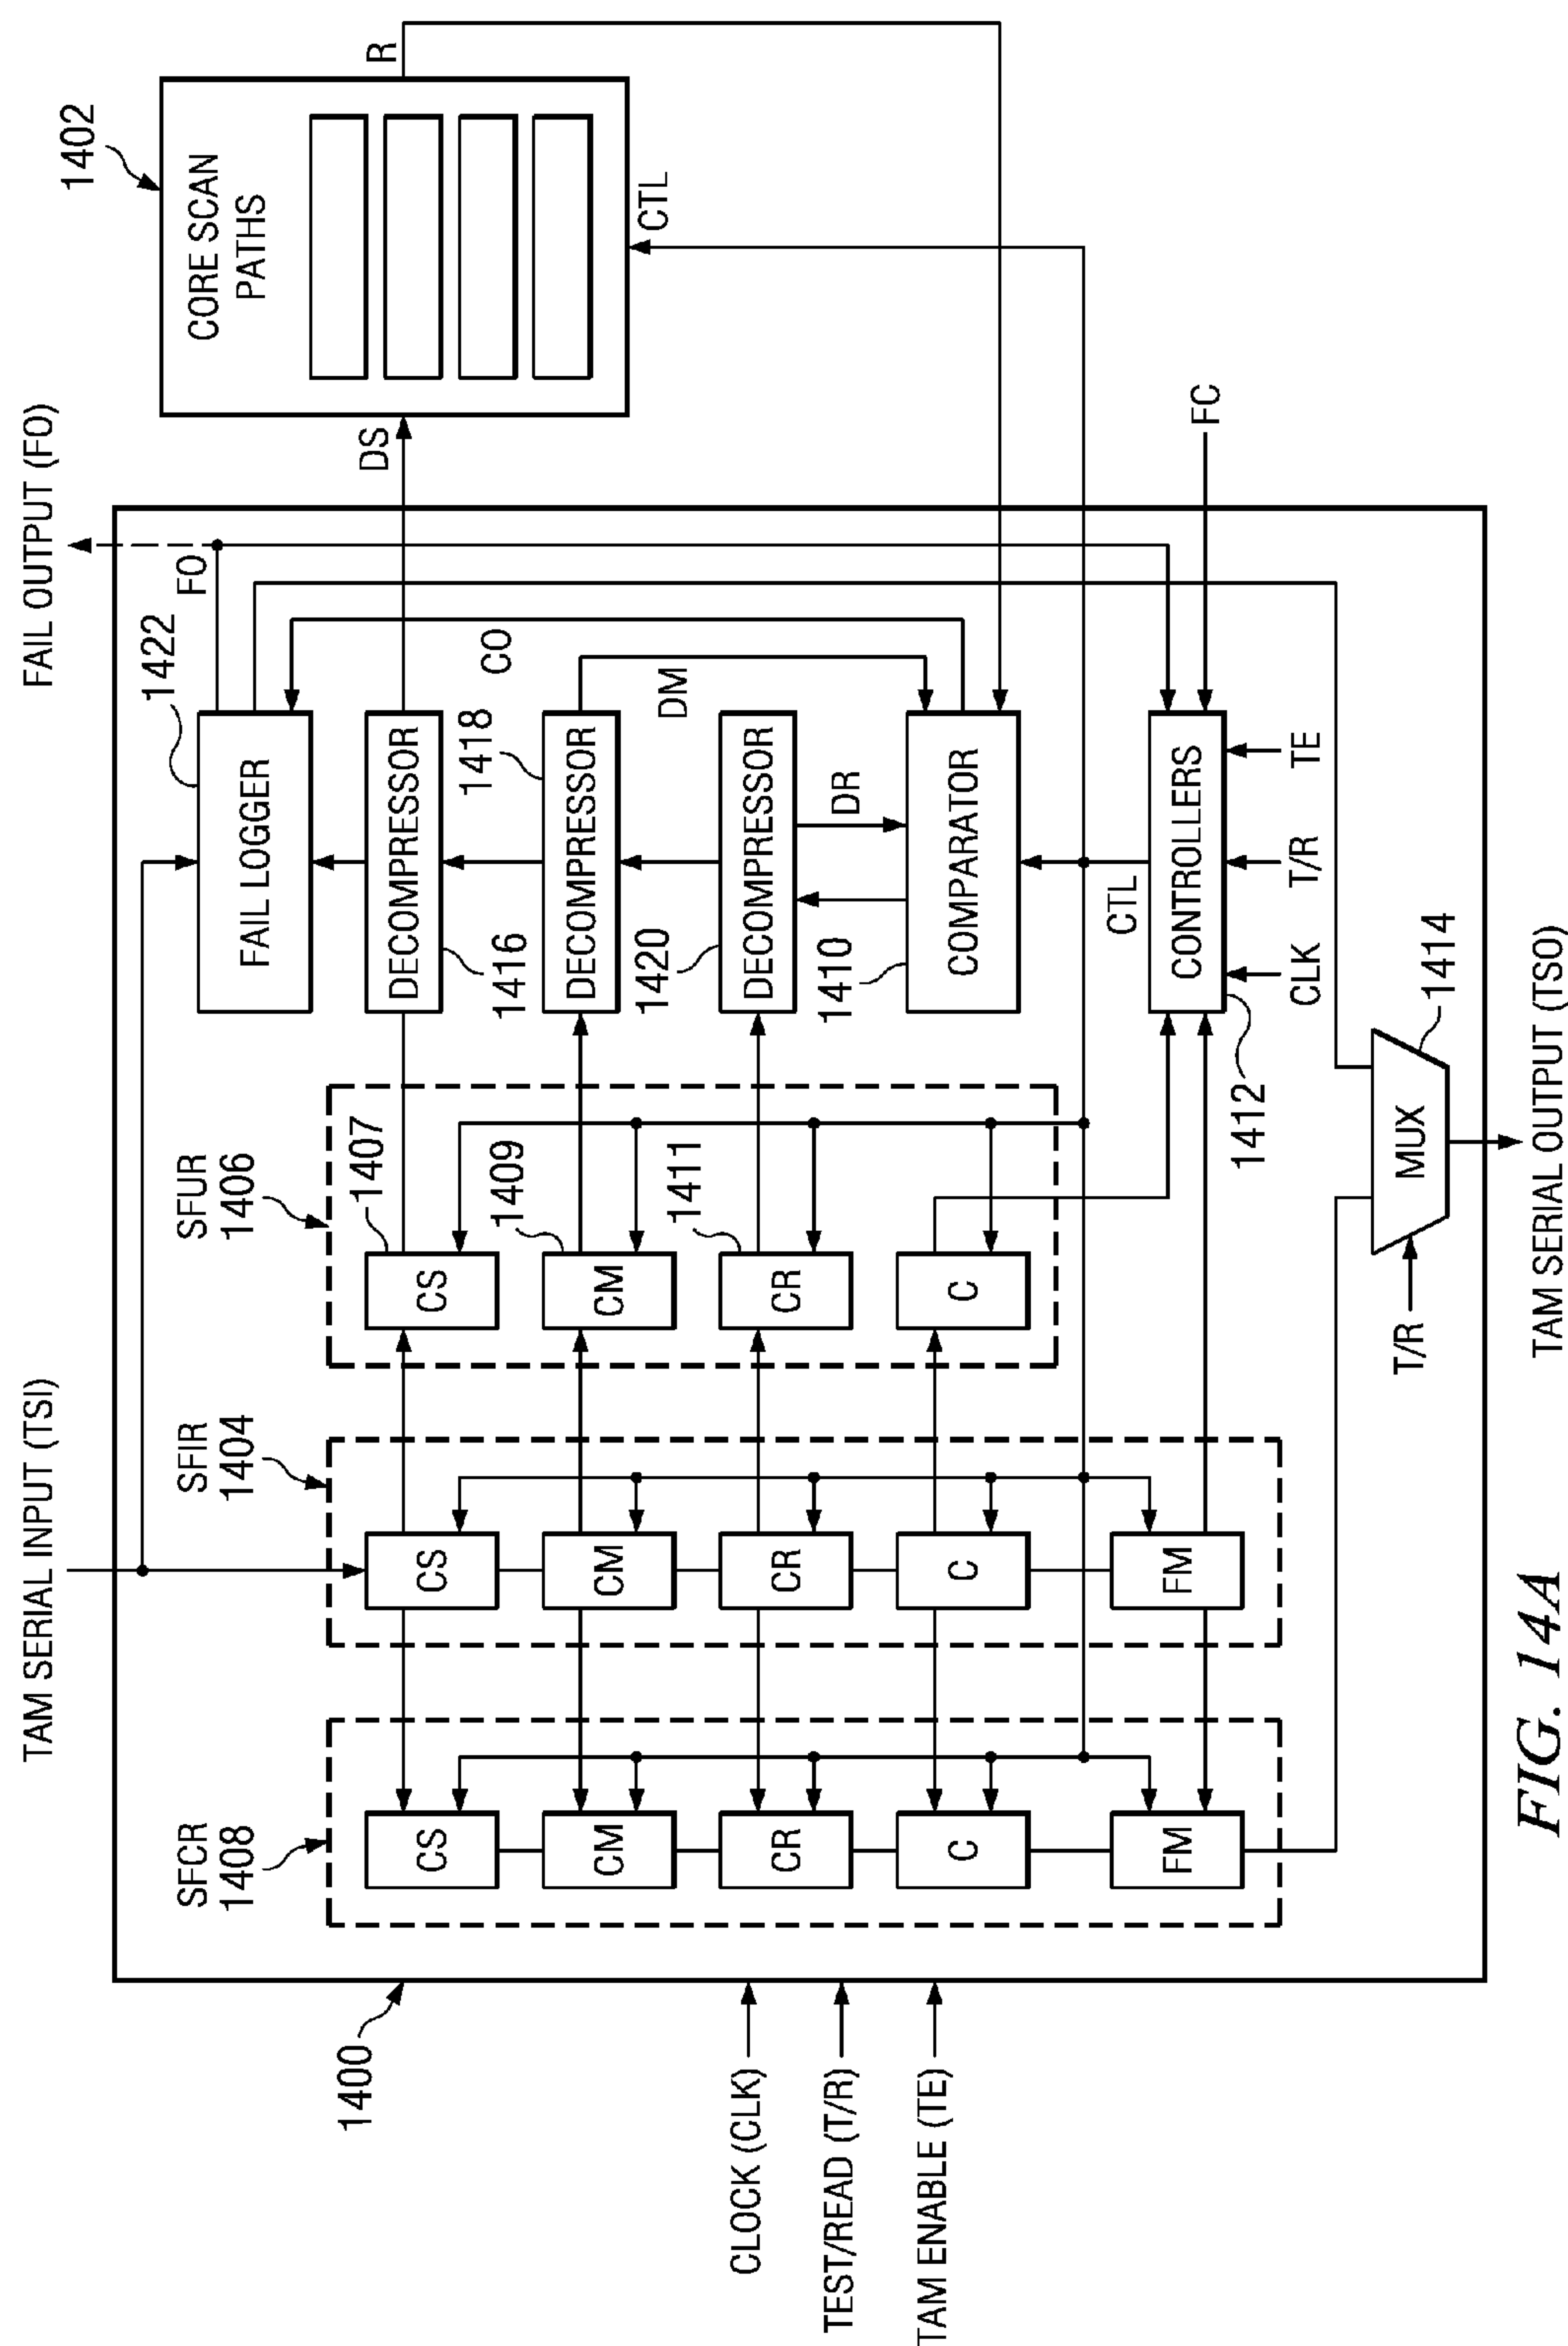 FAIL OUTPUT (FO)
TAM SERIAL INPUT (TSI)
1402
CORE SCAN
PATHS
R
DS
CTL
FO
1422
FAIL LOGGER
DECOMPRESSOR
1416
CO
1418
DECOMPRESSOR
DM
1420
DECOMPRESSOR
DR
1410
COMPARATOR
CTL
CONTROLLERS
1412
FC
CLK
T/R
TE
SFUR
1406
1407
CS
1409
CM
1411
CR
C
SFIR
1404
CS
CM
CR
C
FM
SFCR
1408
CS
CM
CR
C
FM
1414
MUX
T/R
TAM SERIAL OUTPUT (TSO)
1400
CLOCK (CLK)
TEST/READ (T/R)
TAM ENABLE (TE)
FIG. 14A